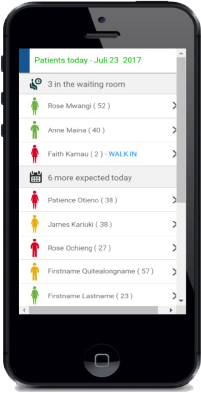 Patients today - Juli 23 2017
3 in the waiting room
Rose Mwangi ( 52 )
Anne Maina ( 40 )
Faith Kamau ( 2 ) - WALK IN
6 more expected today
Patience Otieno ( 38 )
James Kariuki ( 38 )
Rose Ochieng ( 27 )
Firstname Quitealongname ( 57 )
Firstname Lastname ( 23 )